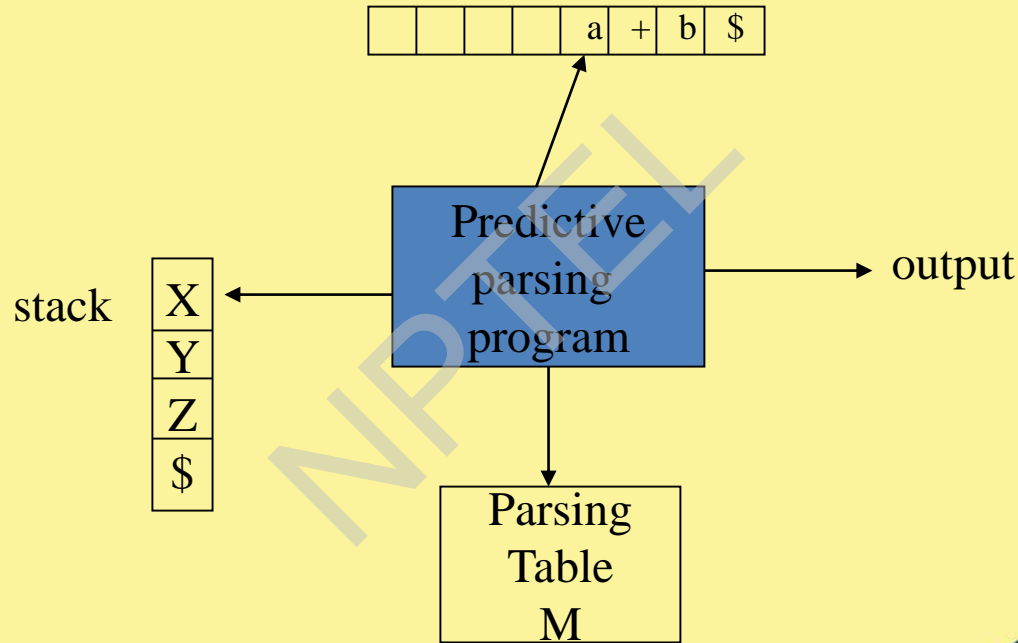 a + b $
Predictive
parsing
program
output
stack
X
Y
Z
$
Parsing
Table
M
NPTEL